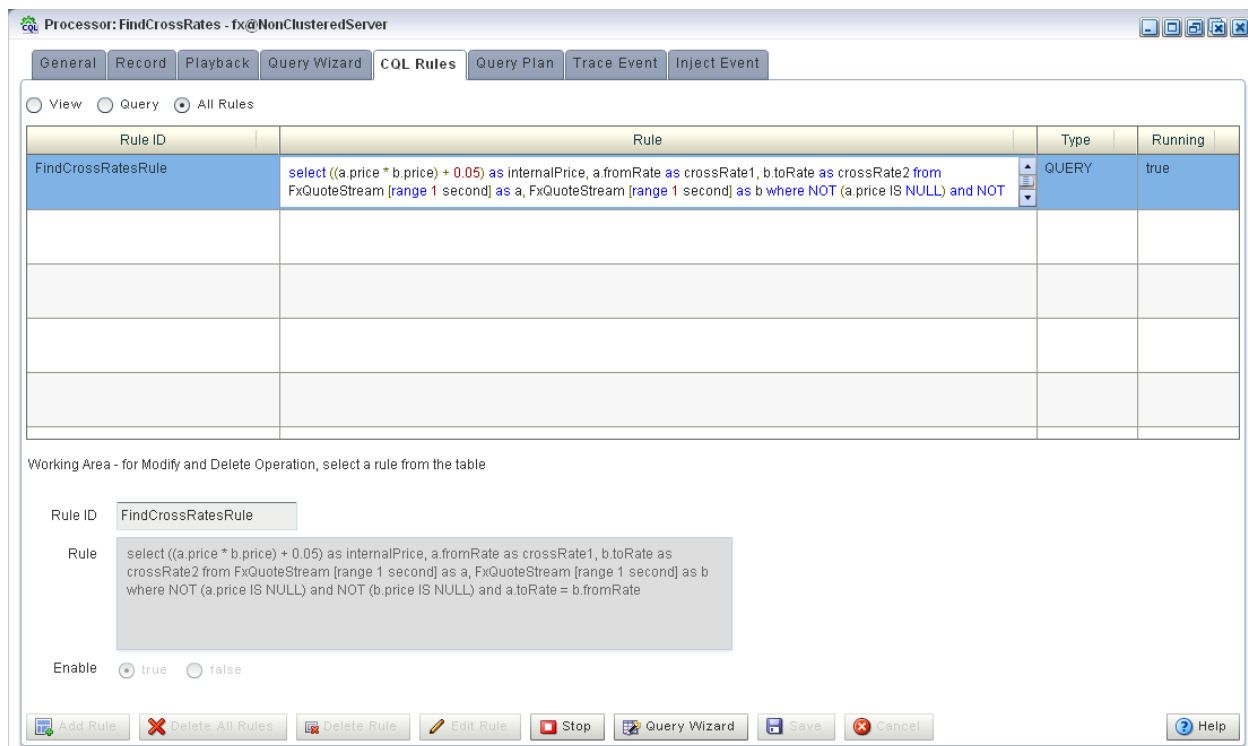 CQL Processor: FindCrossRates - fx@NonClusteredServer
General Record Playback Query Wizard CQL Rules Query Plan Trace Event Inject Event
View Query All Rules
Rule ID Rule Type Running
FindCrossRatesRule
select ((a.price * b.price) + 0.05) as internalPrice, a.fromRate as crossRate1, b.toRate as crossRate2 from
FxQuoteStream [range 1 second] as a, FxQuoteStream [range 1 second] as b where NOT (a.price IS NULL) and NOT
QUERY true
Working Area - for Modify and Delete Operation, select a rule from the table
Rule ID FindCrossRatesRule
Rule
select ((a.price * b.price) + 0.05) as internalPrice, a.fromRate as crossRate1, b.toRate as
crossRate2 from FxQuoteStream [range 1 second] as a, FxQuoteStream [range 1 second] as b
where NOT (a.price IS NULL) and NOT (b.price IS NULL) and a.toRate = b.fromRate
Enable true false
Add Rule Delete All Rules Delete Rule Edit Rule Stop Query Wizard Save Cancel Help